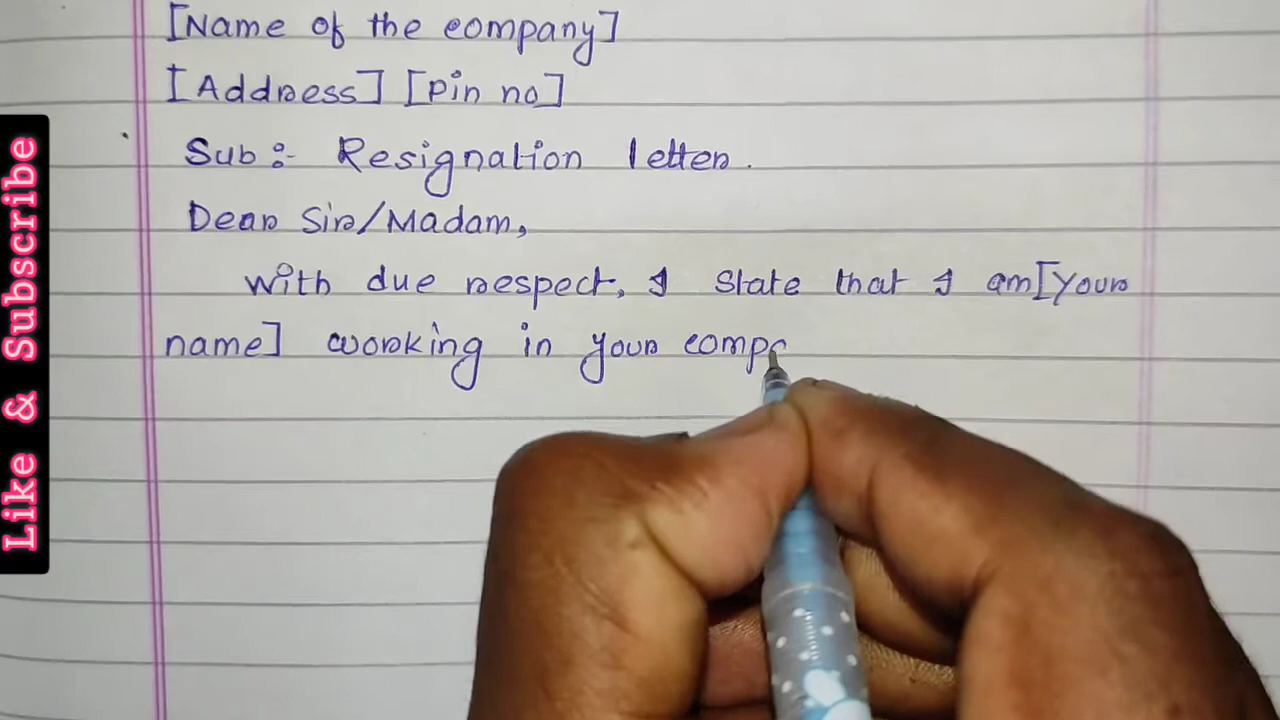 [Name of the company]
[Address] [Pin no]
Sub :- Resignation letter.
Dear Sir/Madam,
With due respect, I state that I am [your
name] working in your compa
Like & Subscribe